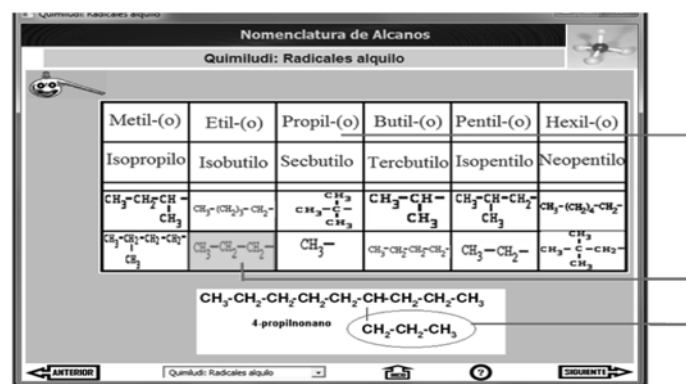 Quimiludi: Radicales alquilo
Nomenclatura de Alcanos
Quimiludi: Radicales alquilo
Metil-(o) Etil-(o) Propil-(o) Butil-(o) Pentil-(o) Hexil-(o)
Isopropilo Isobutilo Secbutilo Tercbutilo Isopentilo Neopentilo
CH3-CH2-CH- CH3-(CH2)3-CH2- CH3 CH3-CH- CH3-CH-CH2- CH3-(CH2)4-CH2-
CH3 CH3-C- CH3 CH3
CH3
CH3-CH2-CH2- CH3- CH3-CH2-CH2-CH2- CH3-CH2- CH3
CH3 CH3-C-CH2-
CH3
CH3-CH2-CH2-CH2-CH2-CH-CH2-CH2-CH3
4-propilnonano
CH2-CH2-CH3
ANTERIOR Quimiludi: Radicales alquilo INICIO ? SIGUIENTE